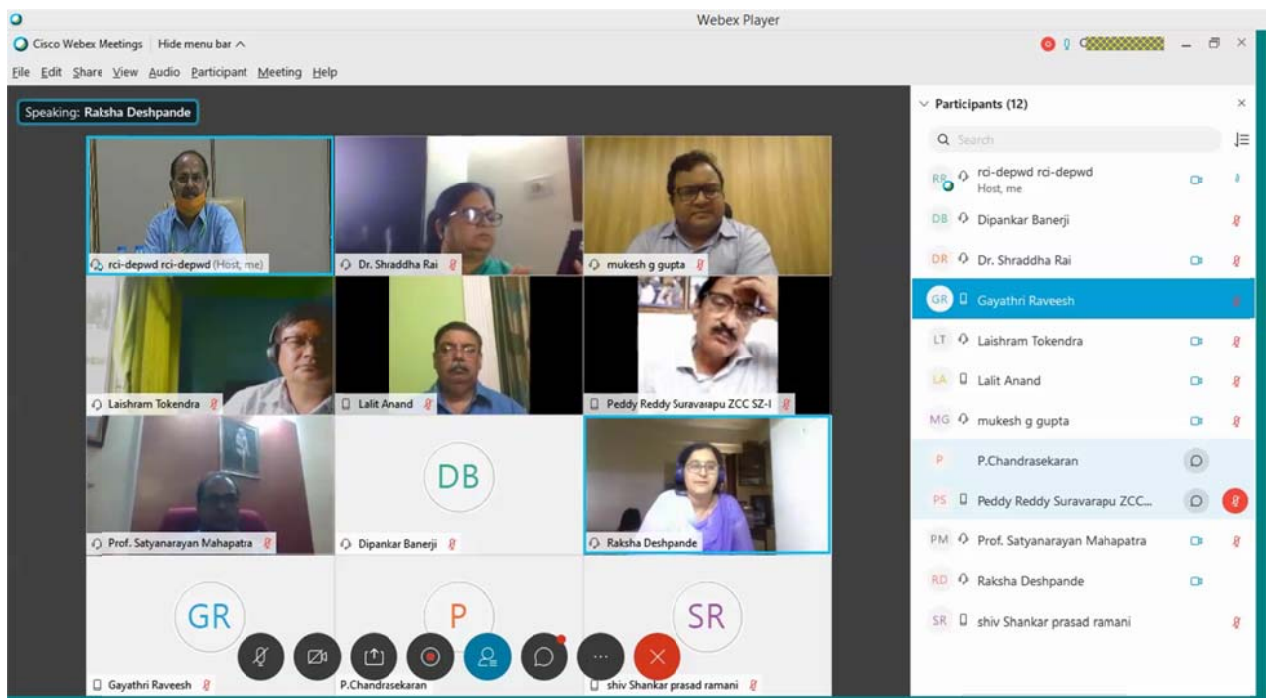 Webex Player
Cisco Webex Meetings Hide menu bar
File Edit Share View Audio Participant Meeting Help
Speaking: Raksha Deshpande
rci-depwd rci-depwd (Host, me)
Dr. Shraddha Rai
mukesh g gupta
Laishram Tokendra
Lalit Anand
Peddy Reddy Suravarapu ZCC SZ-I
Prof. Satyanarayan Mahapatra
DB
Dipankar Banerji
Raksha Deshpande
GR
Gayathri Raveesh
P
P.Chandrasekaran
SR
shiv Shankar prasad ramani
Participants (12)
Search
RR rci-depwd rci-depwd
Host, me
DB Dipankar Banerji
DR Dr. Shraddha Rai
GR Gayathri Raveesh
LT Laishram Tokendra
LA Lalit Anand
MG mukesh g gupta
P P.Chandrasekaran
PS Peddy Reddy Suravarapu ZCC...
PM Prof. Satyanarayan Mahapatra
RD Raksha Deshpande
SR shiv Shankar prasad ramani